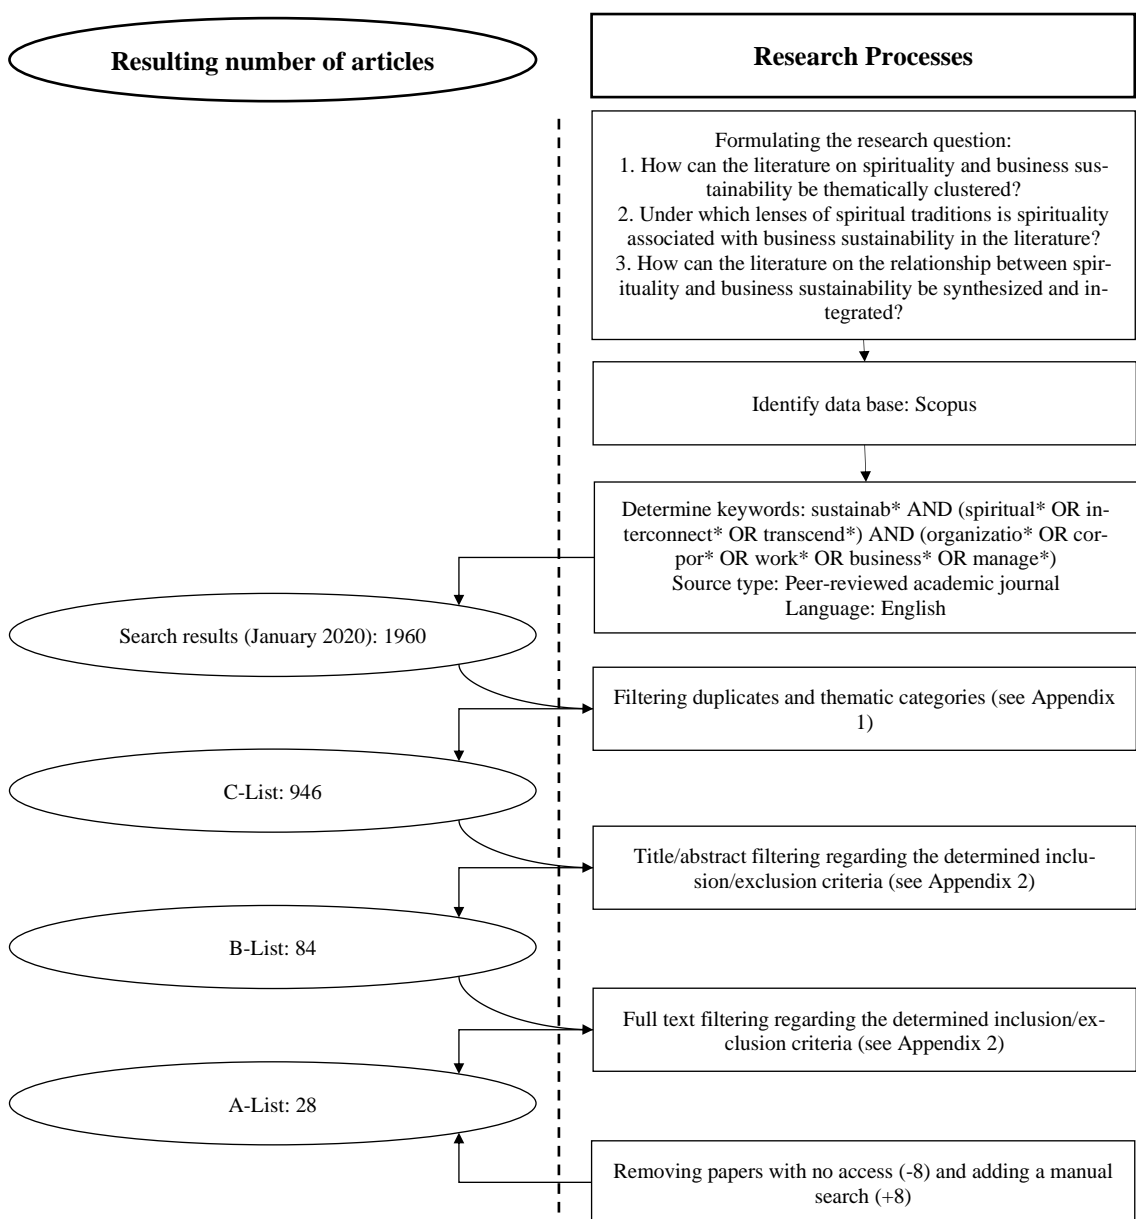 Resulting number of articles
Research Processes
Formulating the research question:
1. How can the literature on spirituality and business sus-
tainability be thematically clustered?
2. Under which lenses of spiritual traditions is spirituality
associated with business sustainability in the literature?
3. How can the literature on the relationship between spir-
ituality and business sustainability be synthesized and in-
tegrated?
Identify data base: Scopus
Determine keywords: sustainab* AND (spiritual* OR in-
terconnect* OR transcend*) AND (organizatio* OR cor-
por* OR work* OR business* OR manage*)
Source type: Peer-reviewed academic journal
Language: English
Search results (January 2020): 1960
Filtering duplicates and thematic categories (see Appendix
1)
C-List: 946
Title/abstract filtering regarding the determined inclu-
sion/exclusion criteria (see Appendix 2)
B-List: 84
Full text filtering regarding the determined inclusion/ex-
clusion criteria (see Appendix 2)
A-List: 28
Removing papers with no access (-8) and adding a manual
search (+8)